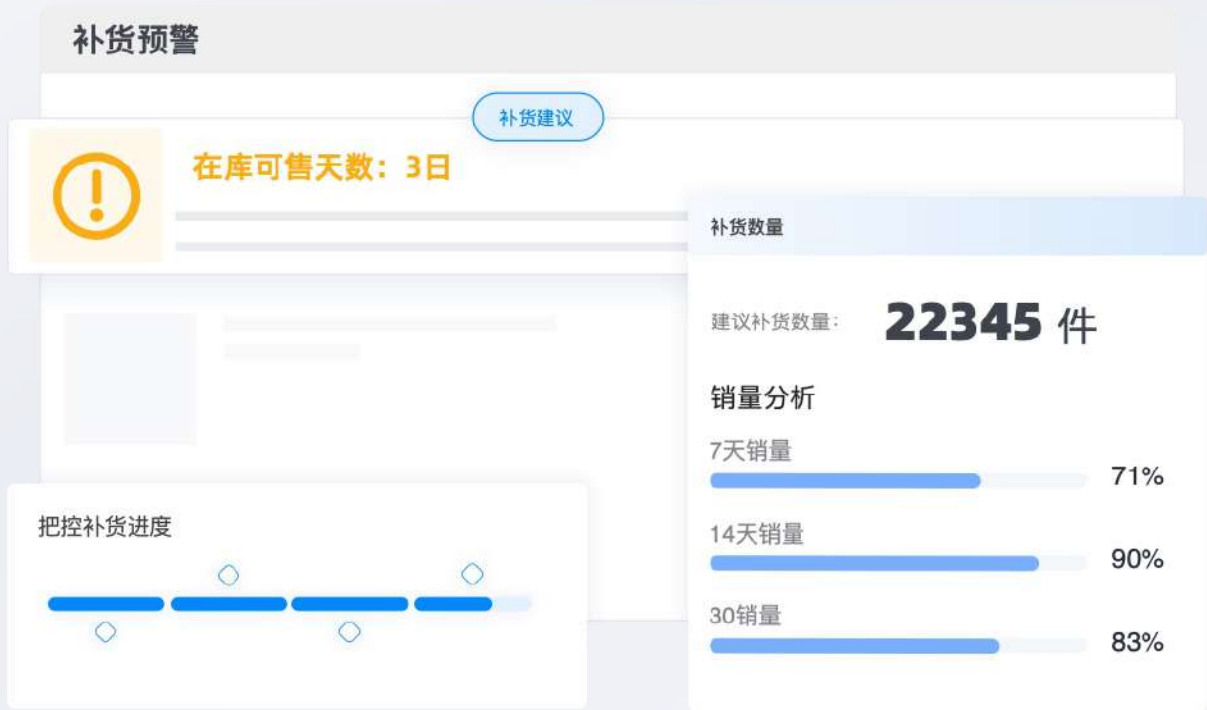 补货预警
补货建议
在库可售天数：3日
补货数量
建议补货数量：
22345 件
销量分析
7天销量
71%
14天销量
90%
30销量
83%
把控补货进度